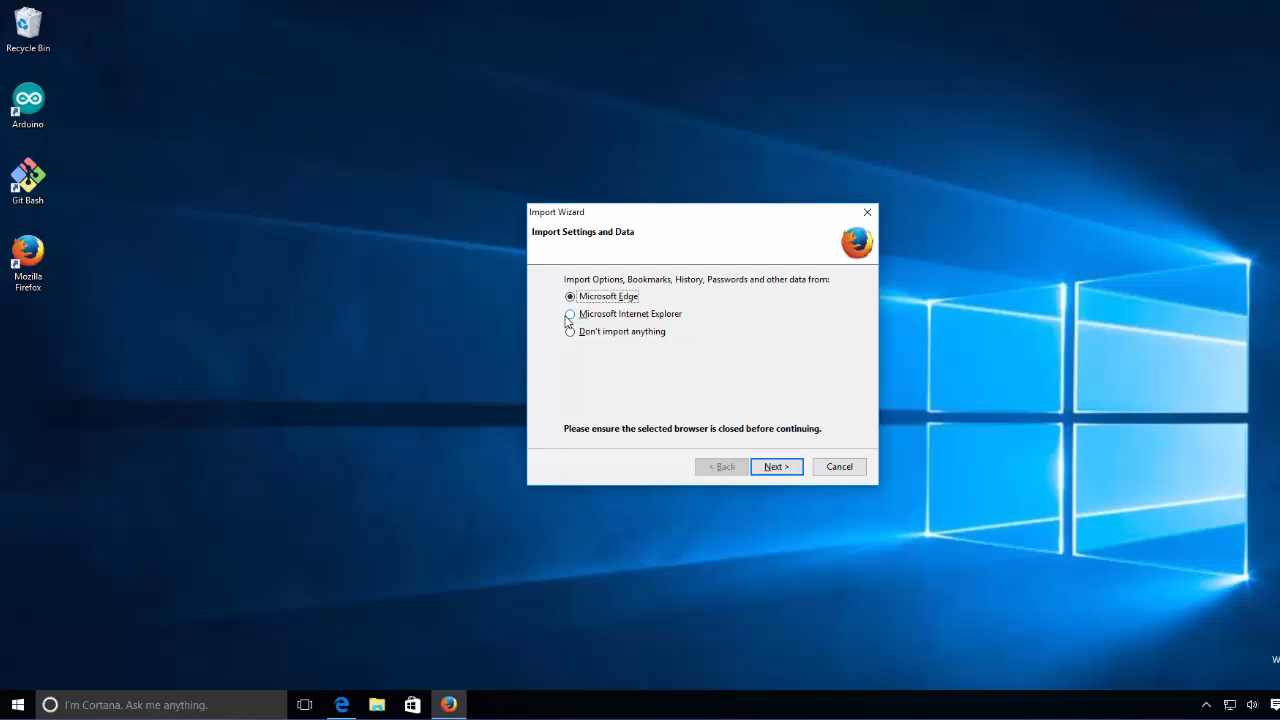 Recycle Bin
Arduino
Git Bash
Mozilla
Firefox
Import Wizard
Import Settings and Data
Import Options, Bookmarks, History, Passwords and other data from:
Microsoft Edge
Microsoft Internet Explorer
Don't import anything
Please ensure the selected browser is closed before continuing.
< Back
Next >
Cancel
W
I'm Cortana. Ask me anything.